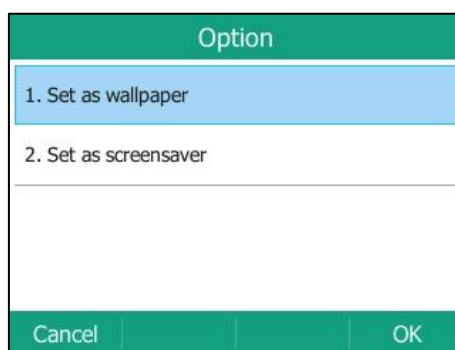 Option
1. Set as wallpaper
2. Set as screensaver
Cancel OK